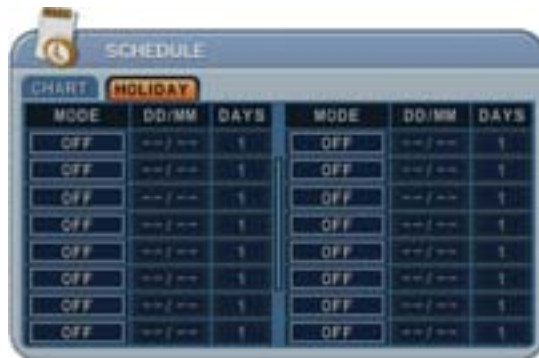 SCHEDULE
CHART HOLIDAY
MODE DD/MM DAYS MODE DD/MM DAYS
OFF --/-- 1 OFF --/-- 1
OFF --/-- 1 OFF --/-- 1
OFF --/-- 1 OFF --/-- 1
OFF --/-- 1 OFF --/-- 1
OFF --/-- 1 OFF --/-- 1
OFF --/-- 1 OFF --/-- 1
OFF --/-- 1 OFF --/-- 1
OFF --/-- 1 OFF --/-- 1